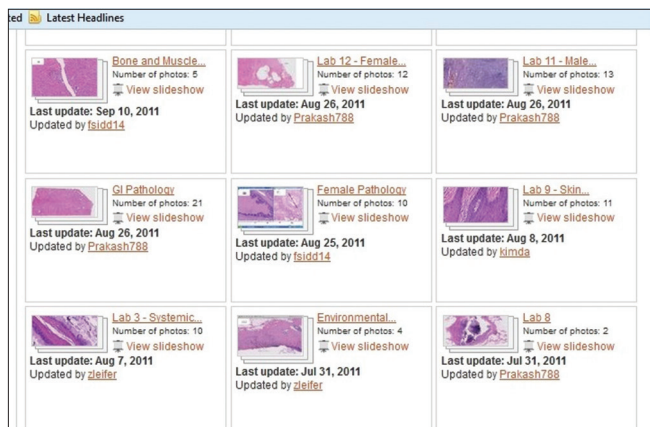 ted Latest Headlines
Bone and Muscle...
Number of photos: 5
View slideshow
Last update: Sep 10, 2011
Updated by fsidd14
Lab 12 - Female...
Number of photos: 12
View slideshow
Last update: Aug 26, 2011
Updated by Prakash788
Lab 11 - Male...
Number of photos: 13
View slideshow
Last update: Aug 26, 2011
Updated by Prakash788
GI Pathology
Number of photos: 21
View slideshow
Last update: Aug 26, 2011
Updated by Prakash788
Female Pathology
Number of photos: 10
View slideshow
Last update: Aug 25, 2011
Updated by fsidd14
Lab 9 - Skin...
Number of photos: 11
View slideshow
Last update: Aug 8, 2011
Updated by kimda
Lab 3 - Systemic...
Number of photos: 10
View slideshow
Last update: Aug 7, 2011
Updated by zleifer
Environmental...
Number of photos: 4
View slideshow
Last update: Jul 31, 2011
Updated by zleifer
Lab 8
Number of photos: 2
View slideshow
Last update: Jul 31, 2011
Updated by Prakash788